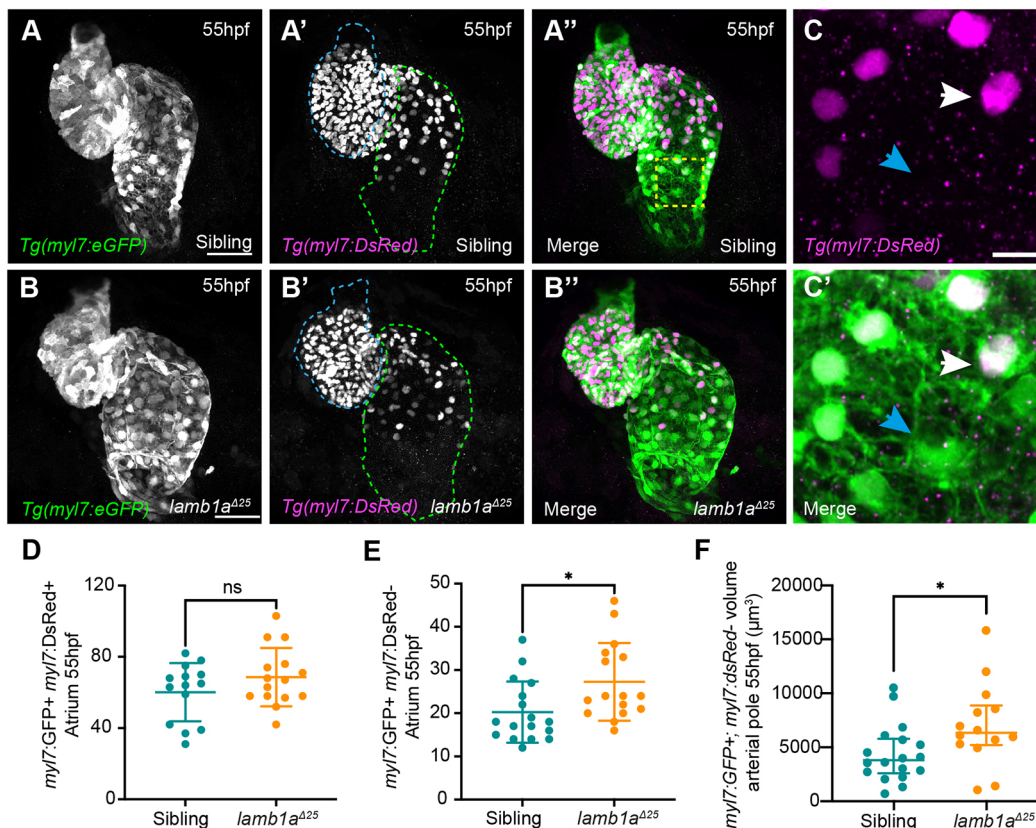 A
55hpf
Tg(myl7:eGFP)
Sibling
A'
55hpf
Tg(myl7:DsRed)
Sibling
A"
55hpf
Merge
Sibling
C
Tg(myl7:DsRed)
B
55hpf
Tg(myl7:eGFP)
lamb1aΔ25
B'
55hpf
Tg(myl7:DsRed)
lamb1aΔ25
B"
55hpf
Merge
lamb1aΔ25
C'
Merge
D
myl7:GFP+ myl7:DsRed+
Atrium 55hpf
120
80
40
0
ns
Sibling
lamb1aΔ25
E
myl7:GFP+ myl7:DsRed-
Atrium 55hpf
50
40
30
20
10
0
*
Sibling
lamb1aΔ25
F
myl7:GFP+; myl7:dsRed- volume
arterial pole 55hpf (µm³)
20000
15000
10000
5000
0
*
Sibling
lamb1aΔ25